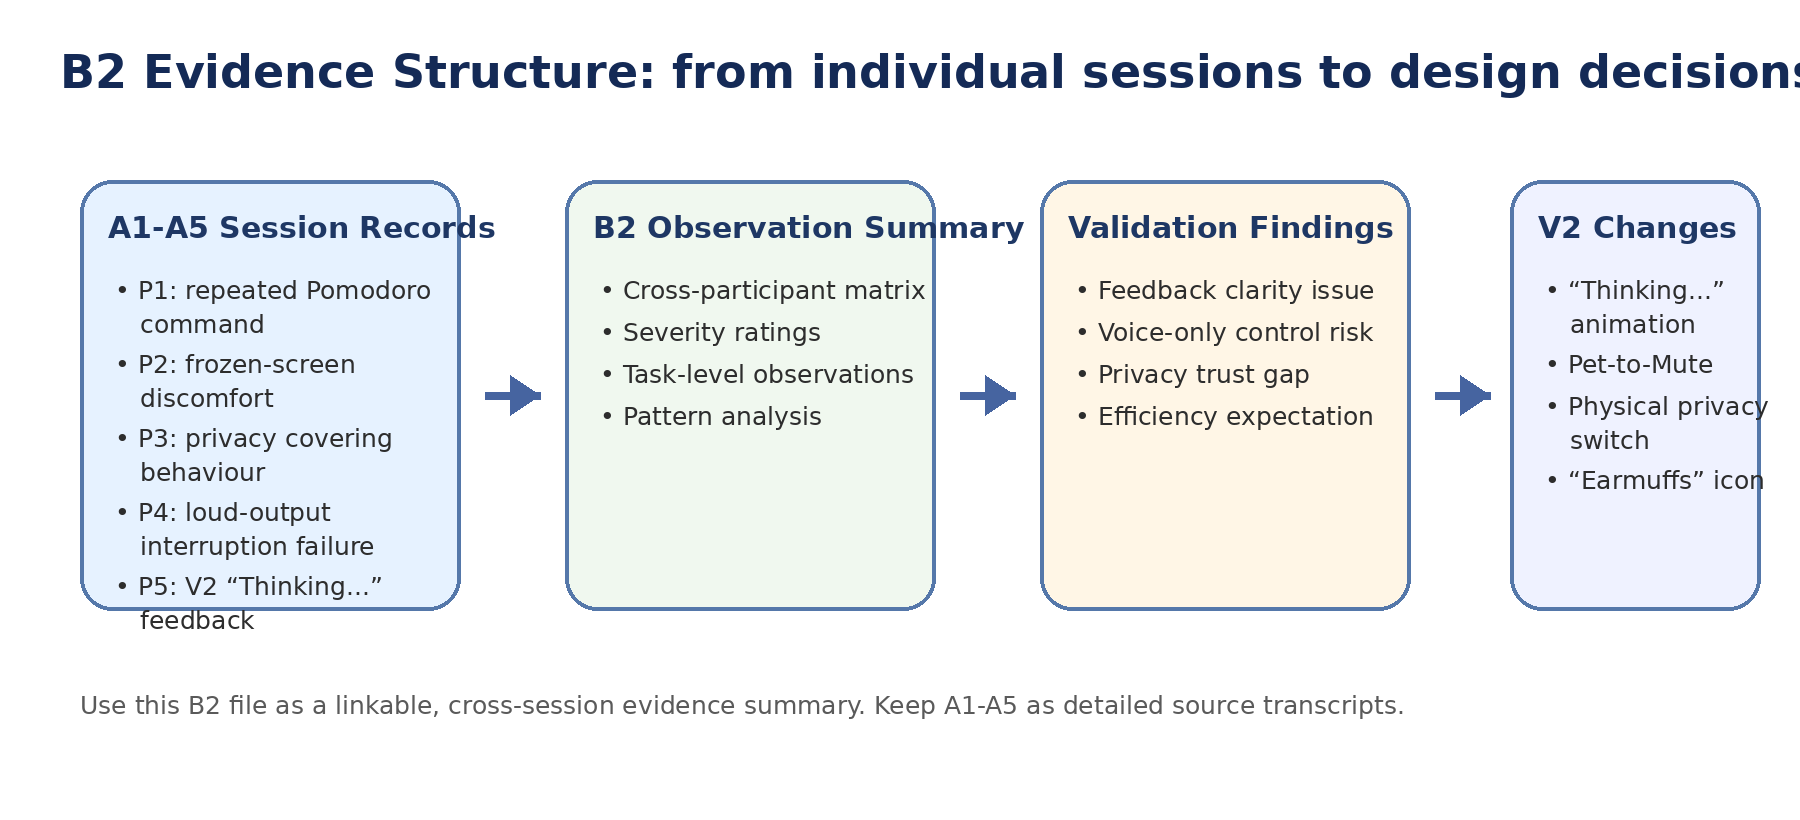 B2 Evidence Structure: from individual sessions to design decisions
A1-A5 Session Records
• P1: repeated Pomodoro
command
• P2: frozen-screen
discomfort
• P3: privacy covering
behaviour
• P4: loud-output
interruption failure
• P5: V2 “Thinking...”
feedback
B2 Observation Summary
• Cross-participant matrix
• Severity ratings
• Task-level observations
• Pattern analysis
Validation Findings
• Feedback clarity issue
• Voice-only control risk
• Privacy trust gap
• Efficiency expectation
V2 Changes
• “Thinking...”
animation
• Pet-to-Mute
• Physical privacy
switch
• “Earmuffs” icon
Use this B2 file as a linkable, cross-session evidence summary. Keep A1-A5 as detailed source transcripts.